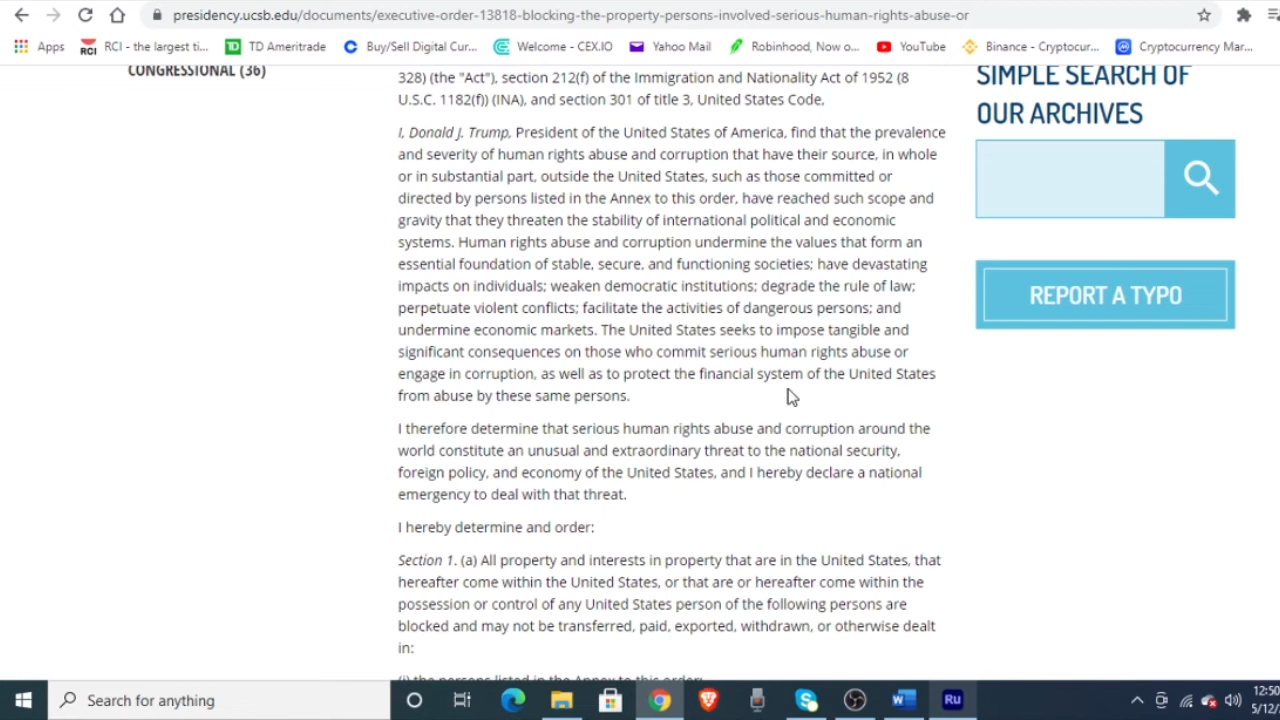 presidency.ucsb.edu/documents/executive-order-13818-blocking-the-property-persons-involved-serious-human-rights-abuse-or
Apps RCI RCI - the largest ti... TD TD Ameritrade Buy/Sell Digital Cur... Welcome - CEX.IO Yahoo Mail Robinhood, Now o... YouTube Binance - Cryptocur... Cryptocurrency Mar...
CONGRESSIONAL (36)
328) (the "Act"), section 212(f) of the Immigration and Nationality Act of 1952 (8
U.S.C. 1182(f)) (INA), and section 301 of title 3, United States Code,
I, Donald J. Trump, President of the United States of America, find that the prevalence
and severity of human rights abuse and corruption that have their source, in whole
or in substantial part, outside the United States, such as those committed or
directed by persons listed in the Annex to this order, have reached such scope and
gravity that they threaten the stability of international political and economic
systems. Human rights abuse and corruption undermine the values that form an
essential foundation of stable, secure, and functioning societies; have devastating
impacts on individuals; weaken democratic institutions; degrade the rule of law;
perpetuate violent conflicts; facilitate the activities of dangerous persons; and
undermine economic markets. The United States seeks to impose tangible and
significant consequences on those who commit serious human rights abuse or
engage in corruption, as well as to protect the financial system of the United States
from abuse by these same persons.
I therefore determine that serious human rights abuse and corruption around the
world constitute an unusual and extraordinary threat to the national security,
foreign policy, and economy of the United States, and I hereby declare a national
emergency to deal with that threat.
I hereby determine and order:
Section 1. (a) All property and interests in property that are in the United States, that
hereafter come within the United States, or that are or hereafter come within the
possession or control of any United States person of the following persons are
blocked and may not be transferred, paid, exported, withdrawn, or otherwise dealt
in:
(i) the persons listed in the Annex to this order;
SIMPLE SEARCH OF
OUR ARCHIVES
REPORT A TYPO
Search for anything
Ru
12:50
5/12/